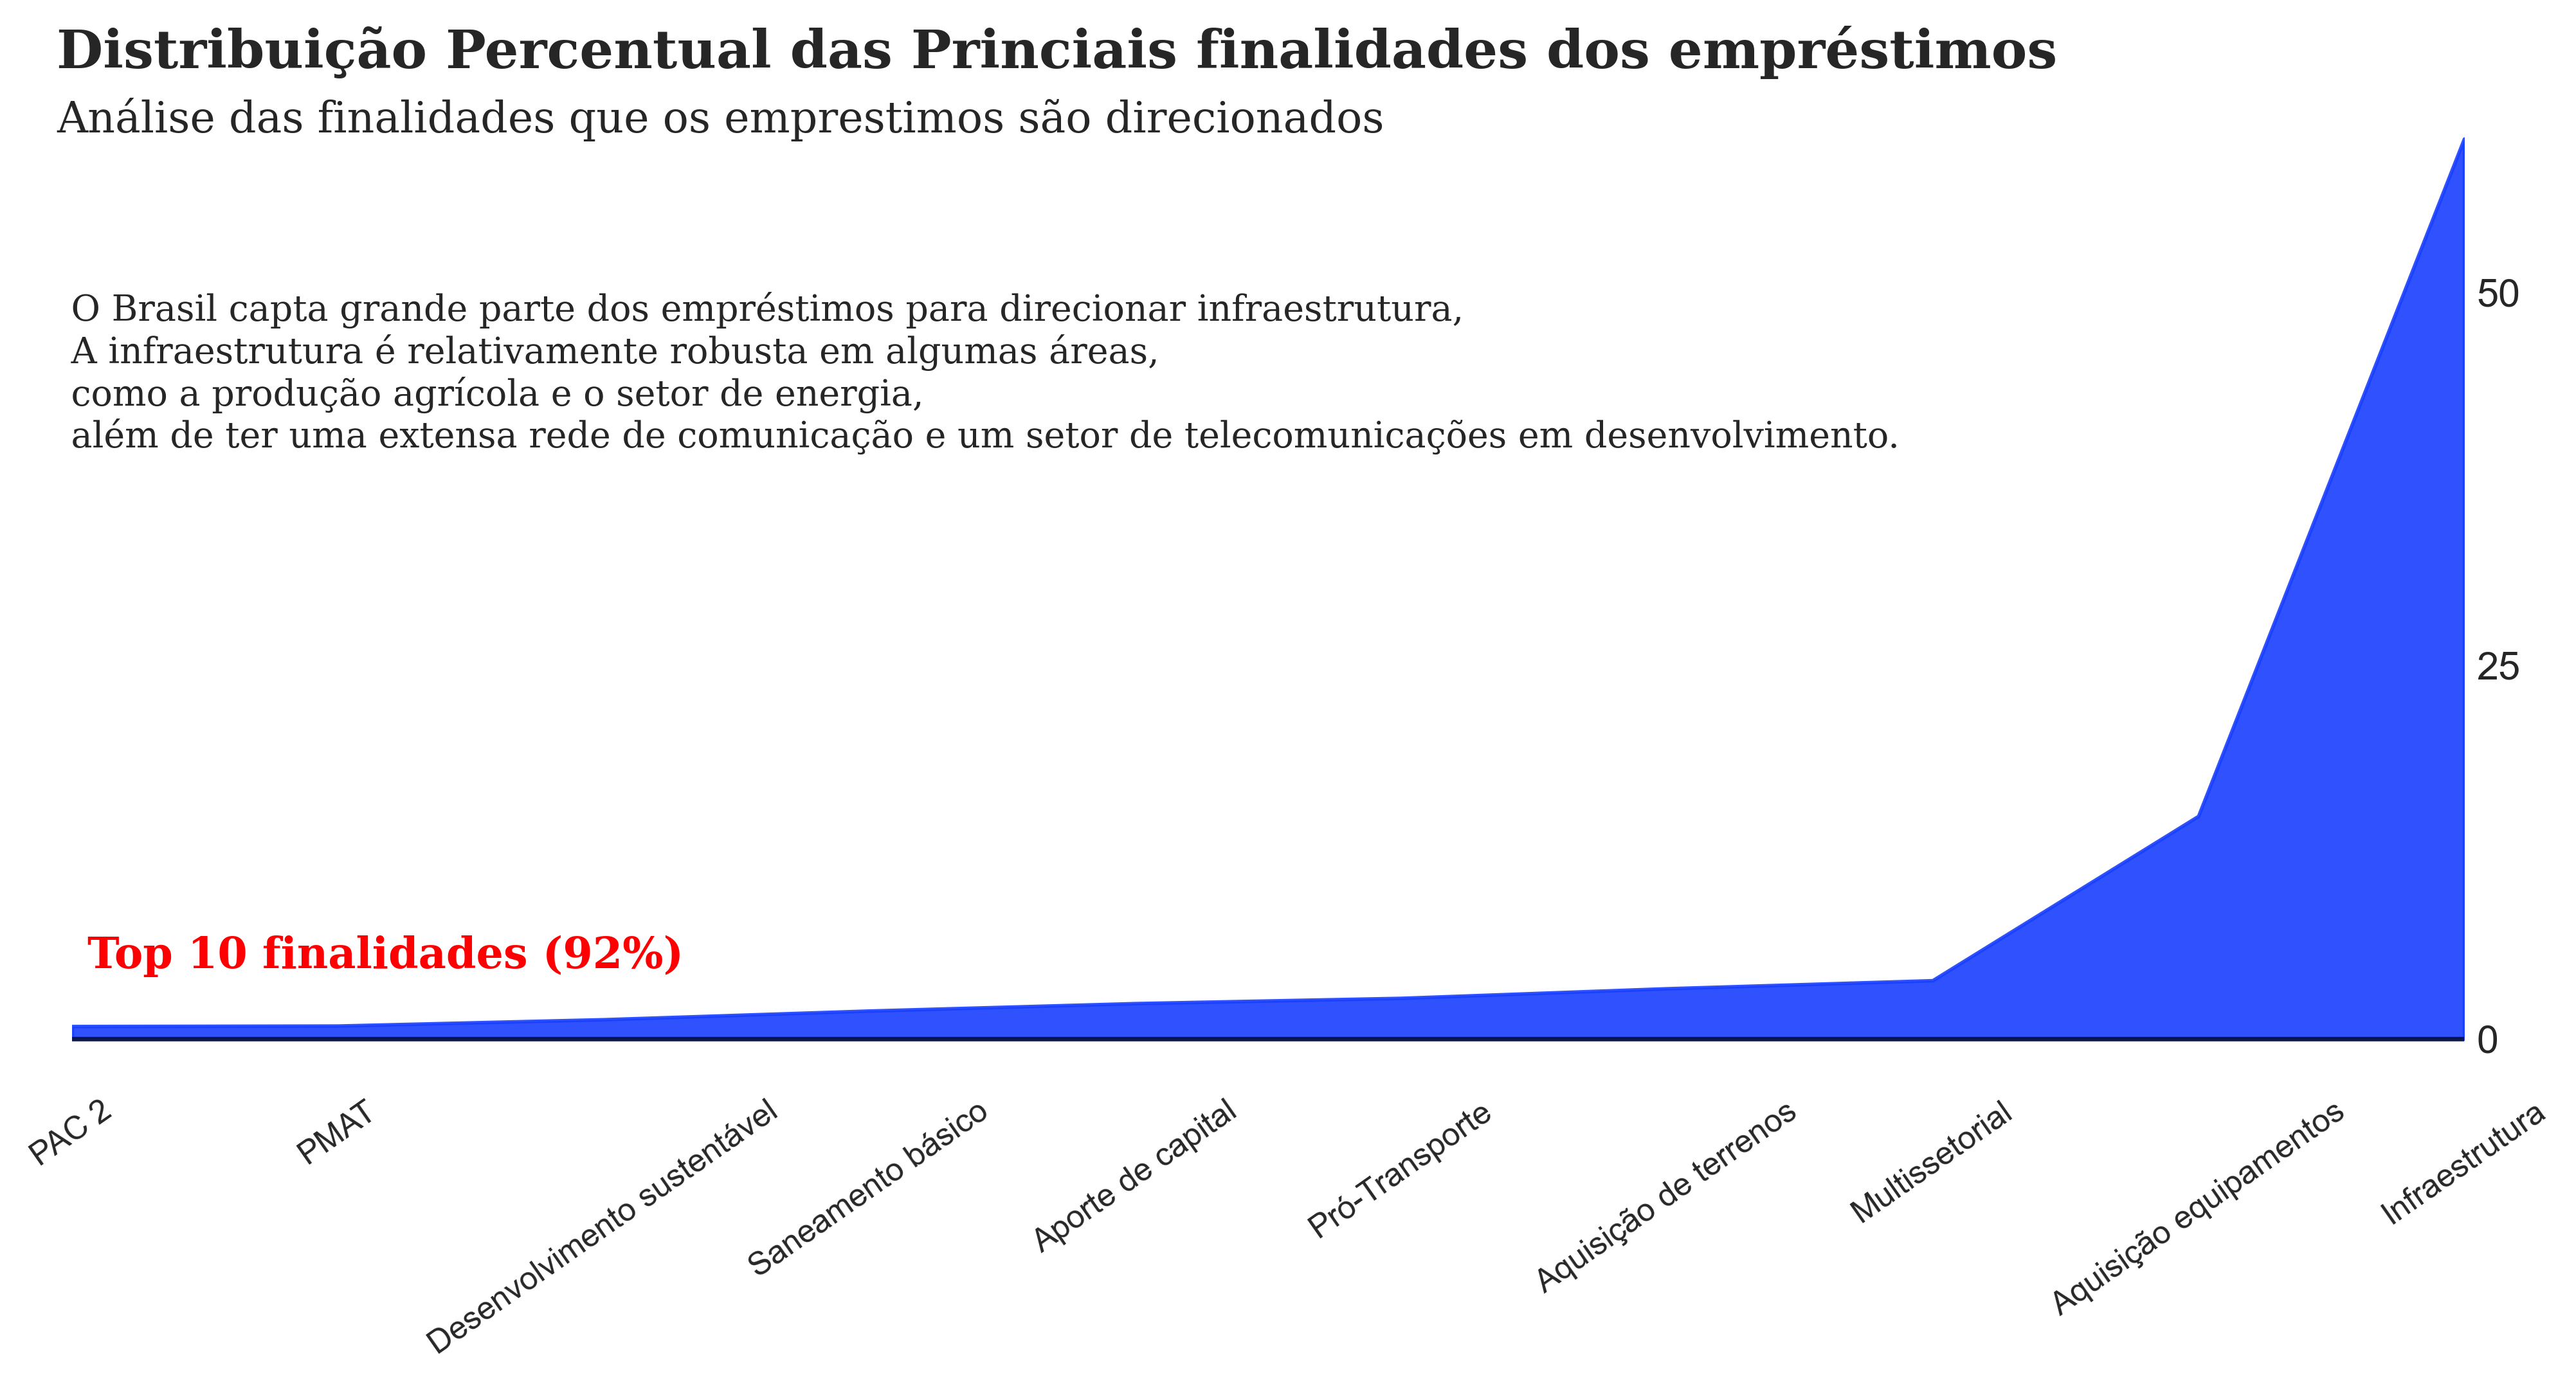 Distribuição Percentual das Princiais finalidades dos empréstimos
Análise das finalidades que os emprestimos são direcionados
O Brasil capta grande parte dos empréstimos para direcionar infraestrutura,
A infraestrutura é relativamente robusta em algumas áreas,
como a produção agrícola e o setor de energia,
além de ter uma extensa rede de comunicação e um setor de telecomunicações em desenvolvimento.
50
25
0
Top 10 finalidades (92%)
PAC 2
PMAT
Desenvolvimento sustentável
Saneamento básico
Aporte de capital
Pró-Transporte
Aquisição de terrenos
Multissetorial
Aquisição equipamentos
Infraestrutura